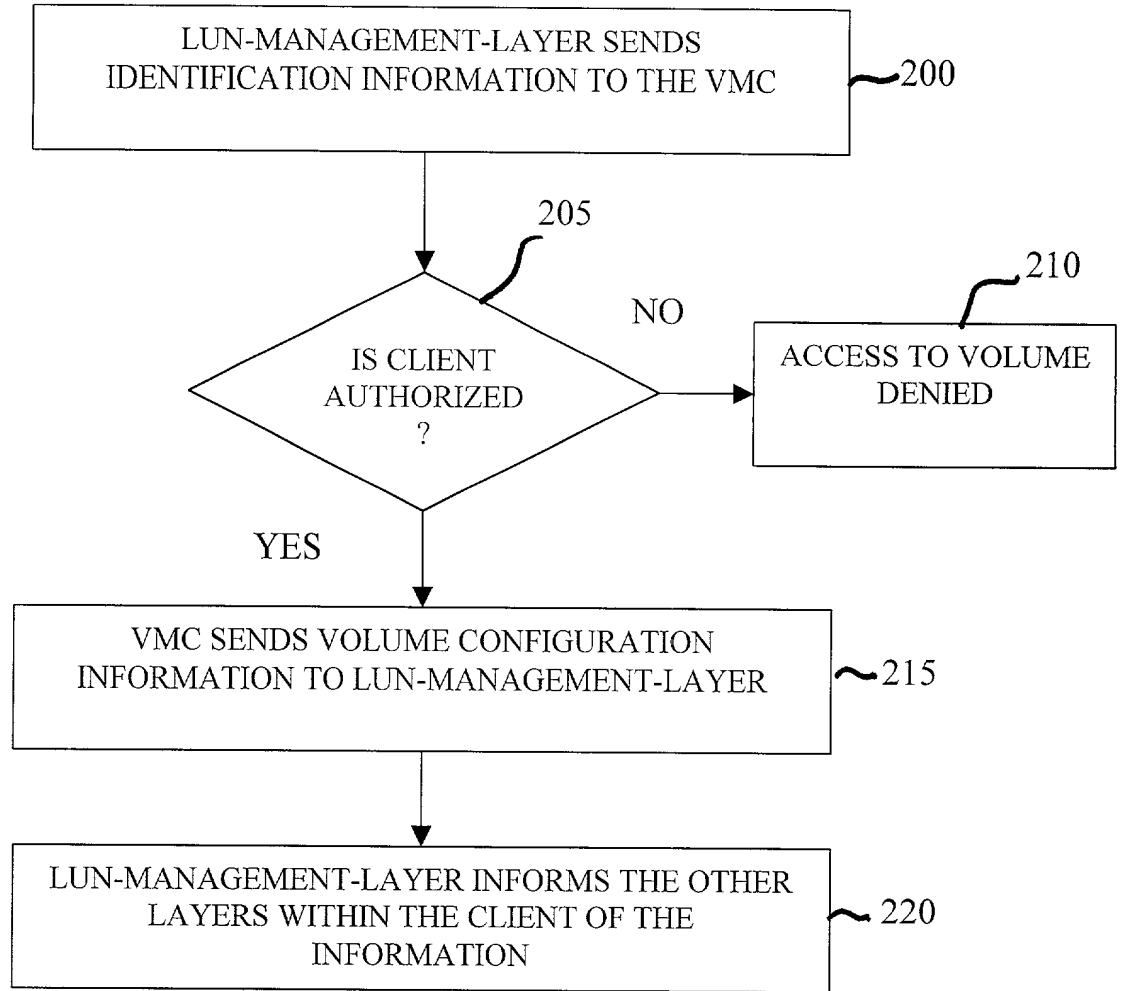 LUN-MANAGEMENT-LAYER SENDS
IDENTIFICATION INFORMATION TO THE VMC
200
205
IS CLIENT
AUTHORIZED
?
NO
210
ACCESS TO VOLUME
DENIED
YES
VMC SENDS VOLUME CONFIGURATION
INFORMATION TO LUN-MANAGEMENT-LAYER
215
LUN-MANAGEMENT-LAYER INFORMS THE OTHER
LAYERS WITHIN THE CLIENT OF THE
INFORMATION
220